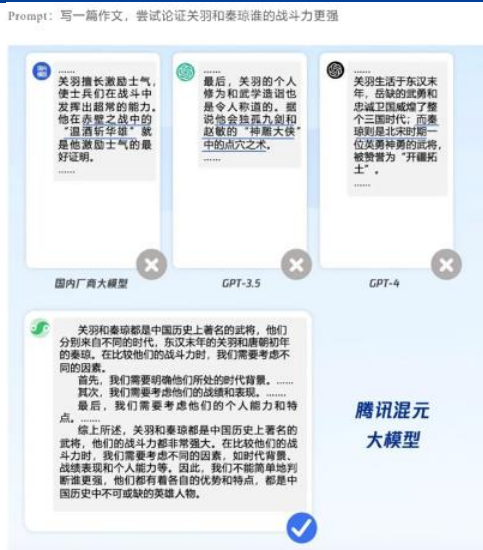 Prompt：写一篇作文，尝试论证关羽和秦琼谁的战斗力更强
......
关羽擅长激励士气，
使士兵们在战斗中
发挥出超常的能力。
他在赤壁之战中的
“温酒斩华雄”就
是他激励士气的最
好证明。
......
国内厂商大模型
......
最后，关羽的个人
修为和武学造诣也
是令人称道的。据
说他会独孤九剑和
赵敏的“神雕大侠”
中的点穴之术。
......
GPT-3.5
......
关羽生活于东汉末
年，岳缺的武勇和
忠诚卫国威煌了整
个三国时代；而秦
琼则是北宋时期一
位英勇神勇的武将，
被赞誉为“开疆拓
土”。
......
GPT-4
关羽和秦琼都是中国历史上著名的武将，他们
分别来自不同的时代，东汉末年的关羽和唐朝初年
的秦琼。在比较他们的战斗力时，我们需要考虑不
同的因素。
首先，我们需要明确他们所处的时代背景。......
其次，我们需要考虑他们的战绩和表现。.......
最后，我们需要考虑他们的个人能力和特
点。.......
综上所述，关羽和秦琼都是中国历史上著名的
武将，他们的战斗力都非常强大。在比较他们的战
斗力时，我们需要考虑不同的因素，如时代背景、
战绩表现和个人能力等。因此，我们不能简单地判
断谁更强，他们都有着各自的优势和特点，都是中
国历史中不可或缺的英雄人物。
腾讯混元
大模型